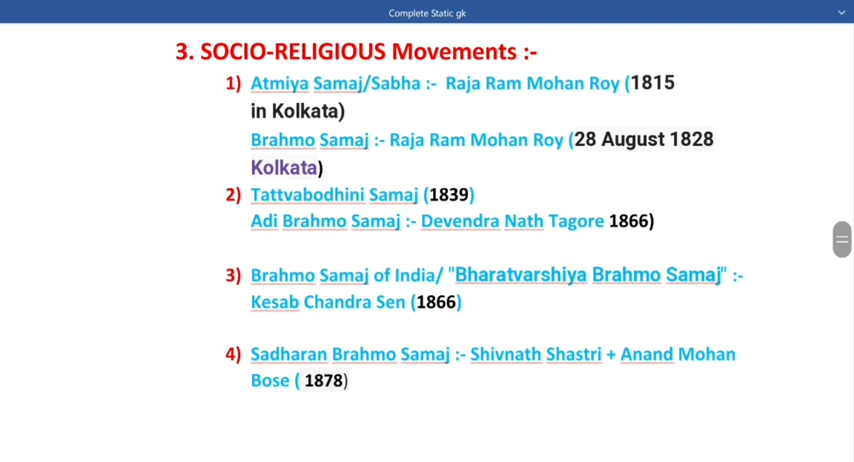 Complete Static gk
3. SOCIO-RELIGIOUS Movements :-
1) Atmiya Samaj/Sabha :- Raja Ram Mohan Roy (1815
in Kolkata)
Brahmo Samaj :- Raja Ram Mohan Roy (28 August 1828
Kolkata)
2) Tattvabodhini Samaj (1839)
Adi Brahmo Samaj :- Devendra Nath Tagore 1866)
3) Brahmo Samaj of India/ "Bharatvarshiya Brahmo Samaj" :-
Kesab Chandra Sen (1866)
4) Sadharan Brahmo Samaj :- Shivnath Shastri + Anand Mohan
Bose ( 1878)